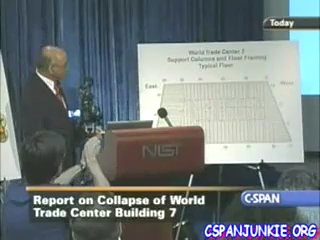 Today
World Trade Center 7
Support Columns and Floor Framing
Typical Floor
East
West
NIST
Report on Collapse of World
Trade Center Building 7
C-SPAN
CSPANJUNKIE.ORG